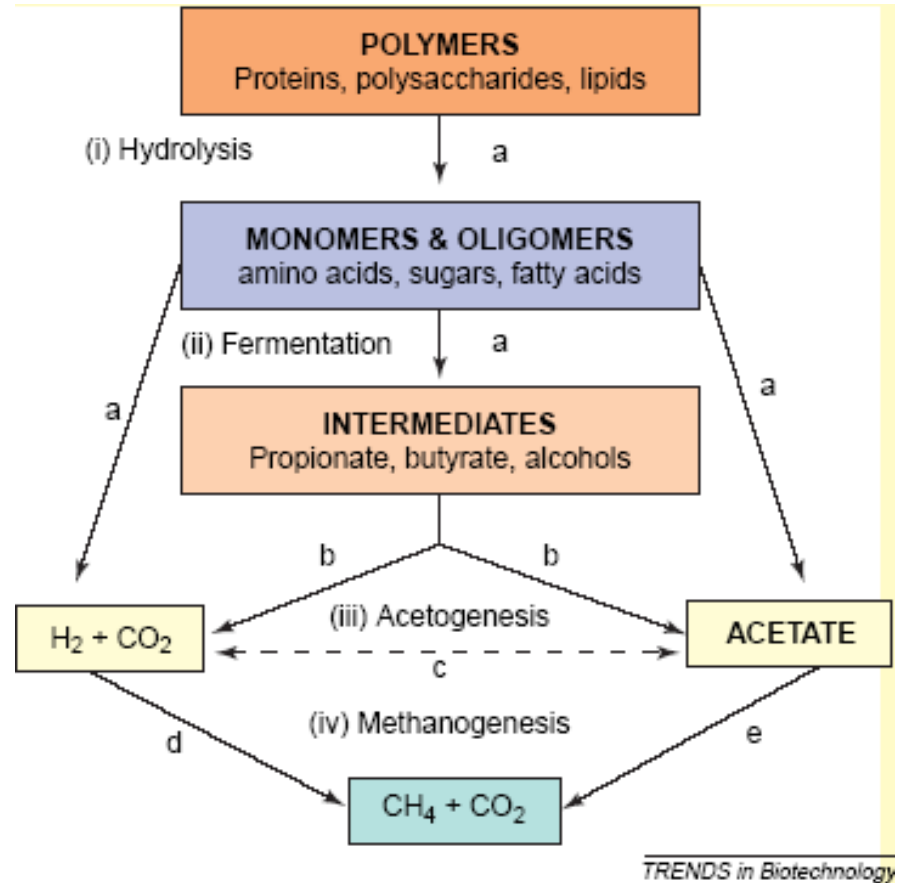 POLYMERS
Proteins, polysaccharides, lipids
(i) Hydrolysis
a
MONOMERS & OLIGOMERS
amino acids, sugars, fatty acids
(ii) Fermentation
a
a
a
INTERMEDIATES
Propionate, butyrate, alcohols
b
b
(iii) Acetogenesis
H₂ + CO₂
ACETATE
c
(iv) Methanogenesis
d
e
CH₄ + CO₂
TRENDS in Biotechnology